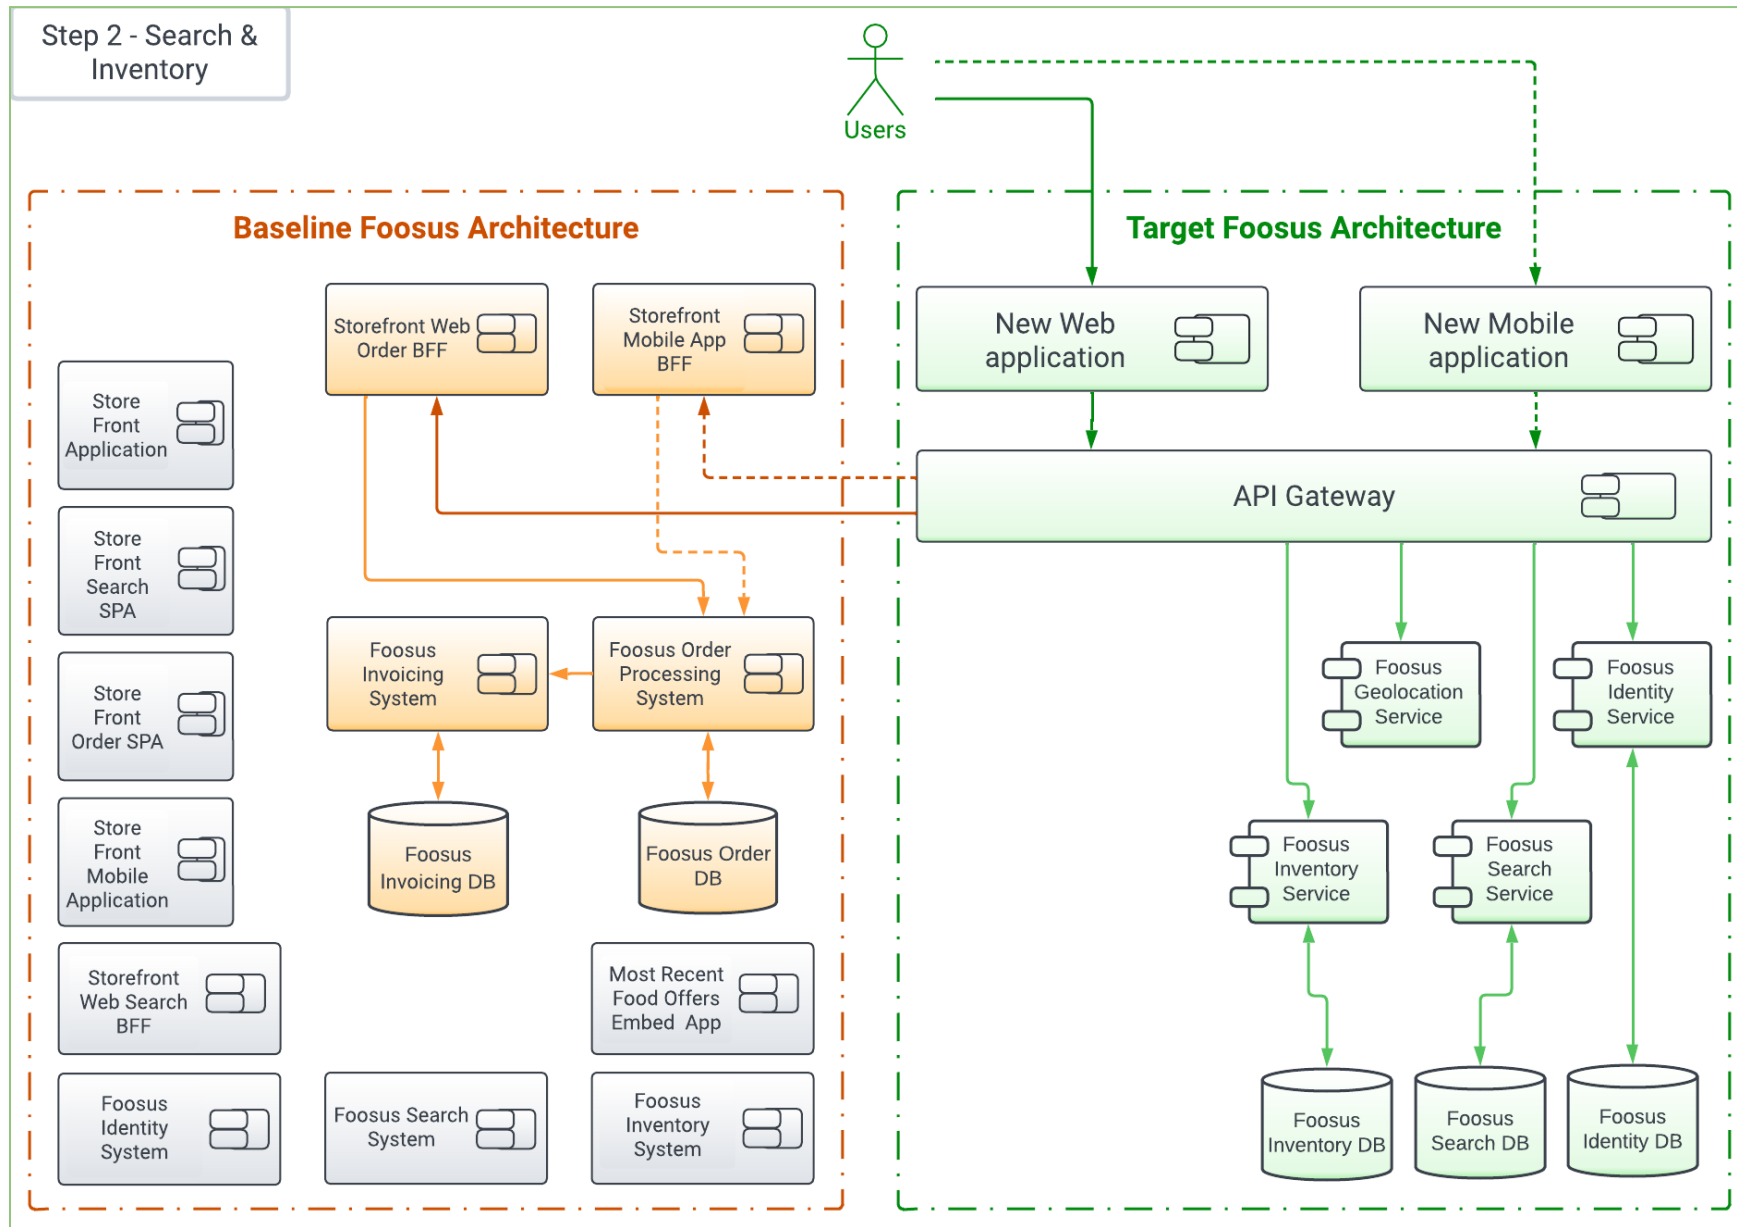 Step 2 - Search &
Inventory
Users
Baseline Foosus Architecture
Storefront Web
Order BFF
Storefront
Mobile App
BFF
Store
Front
Application
Store
Front
Search
SPA
Store
Front
Order SPA
Store
Front
Mobile
Application
Foosus
Invoicing
System
Foosus Order
Processing
System
Foosus
Invoicing DB
Foosus Order
DB
Storefront
Web Search
BFF
Most Recent
Food Offers
Embed App
Foosus
Identity
System
Foosus Search
System
Foosus
Inventory
System
Target Foosus Architecture
New Web
application
New Mobile
application
API Gateway
Foosus
Geolocation
Service
Foosus
Identity
Service
Foosus
Inventory
Service
Foosus
Search
Service
Foosus
Inventory DB
Foosus
Search DB
Foosus
Identity DB